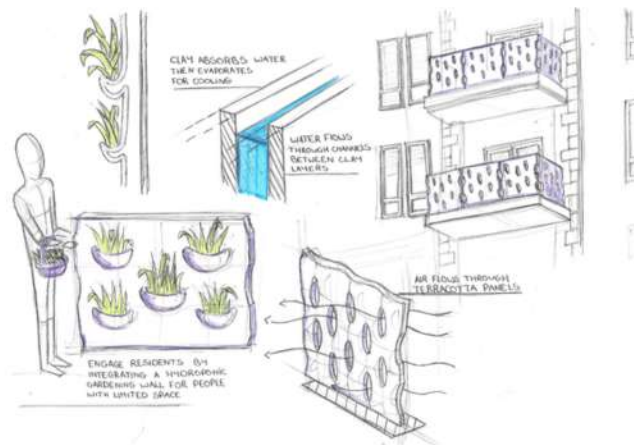 CLAY ABSORBS WATER
THEN EVAPORATES
FOR COOLING
WATER FLOWS
THROUGH CHANNELS
BETWEEN CLAY
LAYERS
AIR FLOWS THROUGH
TERRACOTTA PANELS
ENGAGE RESIDENTS BY
INTEGRATING A HYDROPONIC
GARDENING WALL FOR PEOPLE
WITH LIMITED SPACE